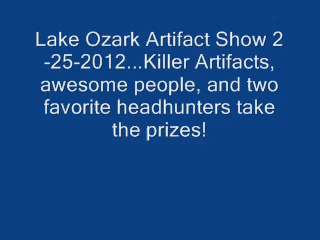 Lake Ozark Artifact Show 2
-25-2012...Killer Artifacts,
awesome people, and two
favorite headhunters take
the prizes!